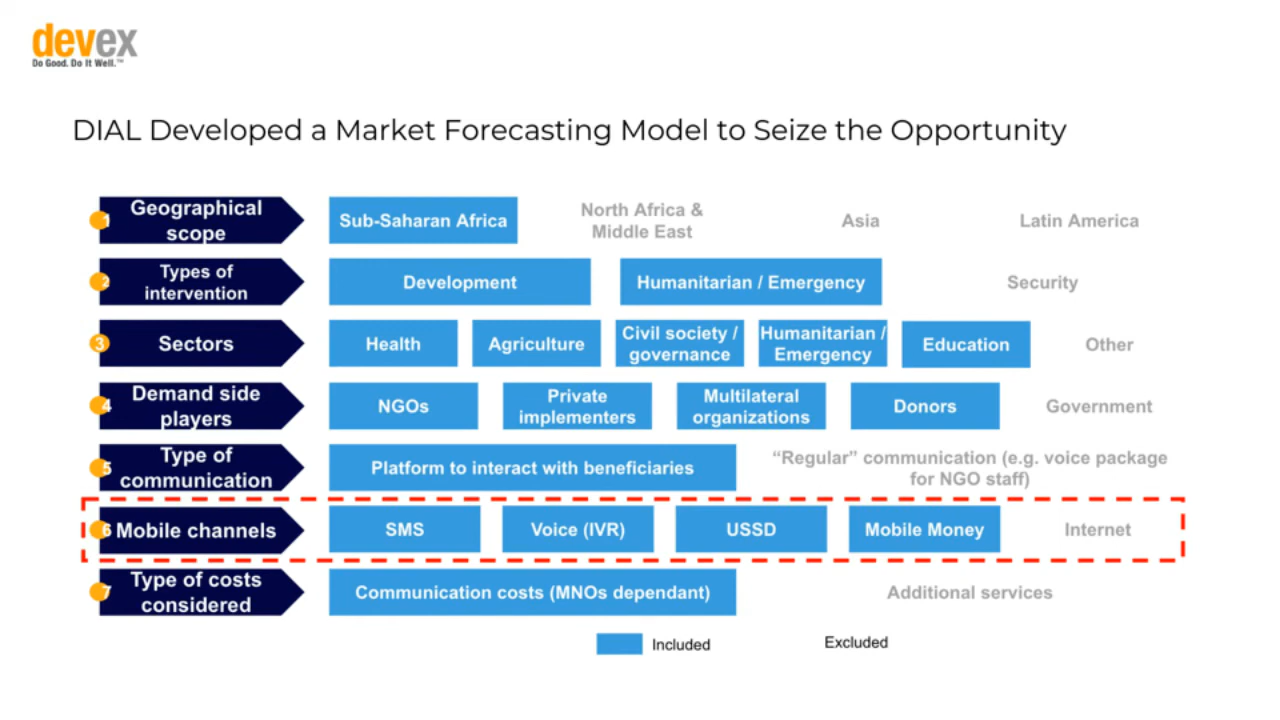 devex
Do Good. Do It Well.™
DIAL Developed a Market Forecasting Model to Seize the Opportunity
1 Geographical
scope
Sub-Saharan Africa
North Africa &
Middle East
Asia
Latin America
2 Types of
intervention
Development
Humanitarian / Emergency
Security
3 Sectors
Health
Agriculture
Civil society /
governance
Humanitarian /
Emergency
Education
Other
4 Demand side
players
NGOs
Private
implementers
Multilateral
organizations
Donors
Government
5 Type of
communication
Platform to interact with beneficiaries
“Regular” communication (e.g. voice package
for NGO staff)
6 Mobile channels
SMS
Voice (IVR)
USSD
Mobile Money
Internet
7 Type of costs
considered
Communication costs (MNOs dependant)
Additional services
Included
Excluded